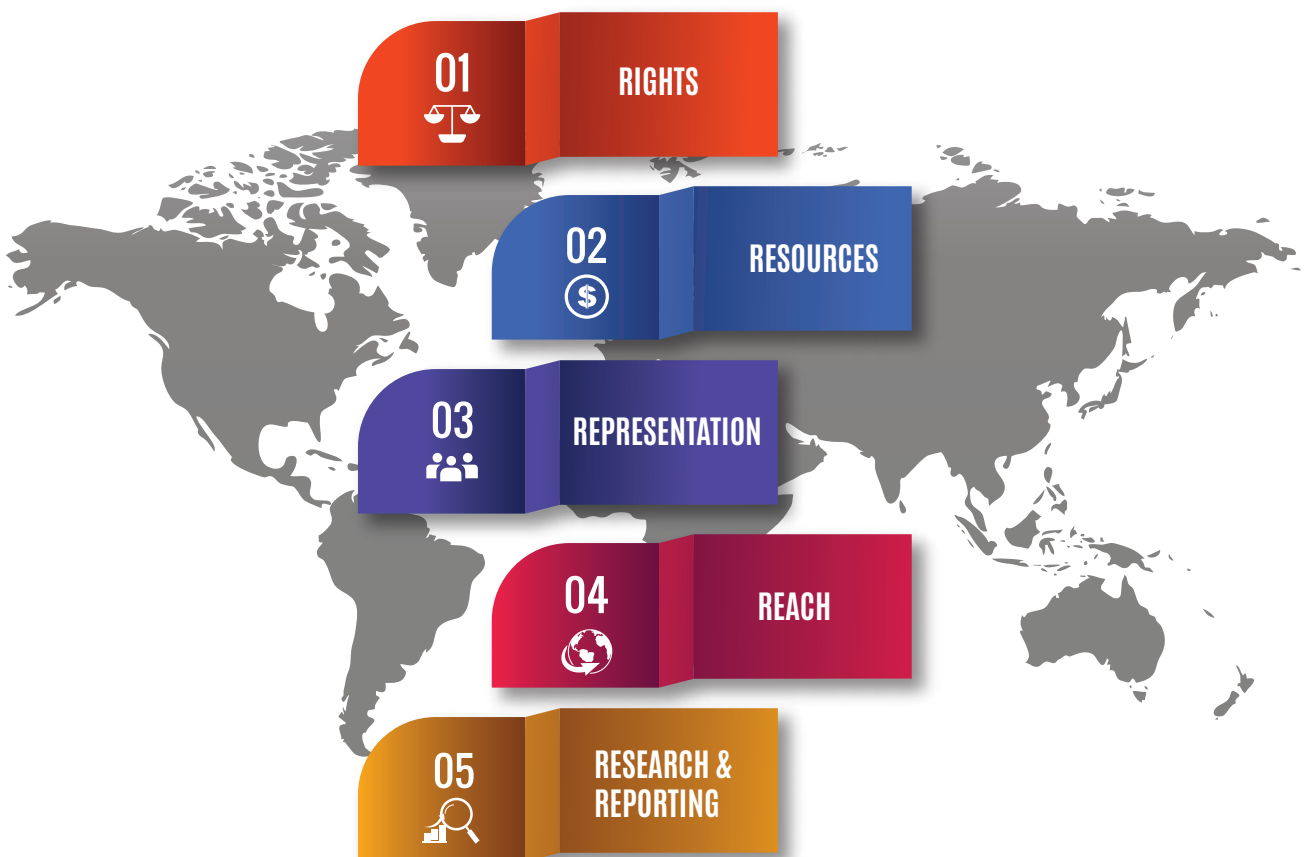 01
RIGHTS
02
$
RESOURCES
03
REPRESENTATION
04
REACH
05
RESEARCH &
REPORTING